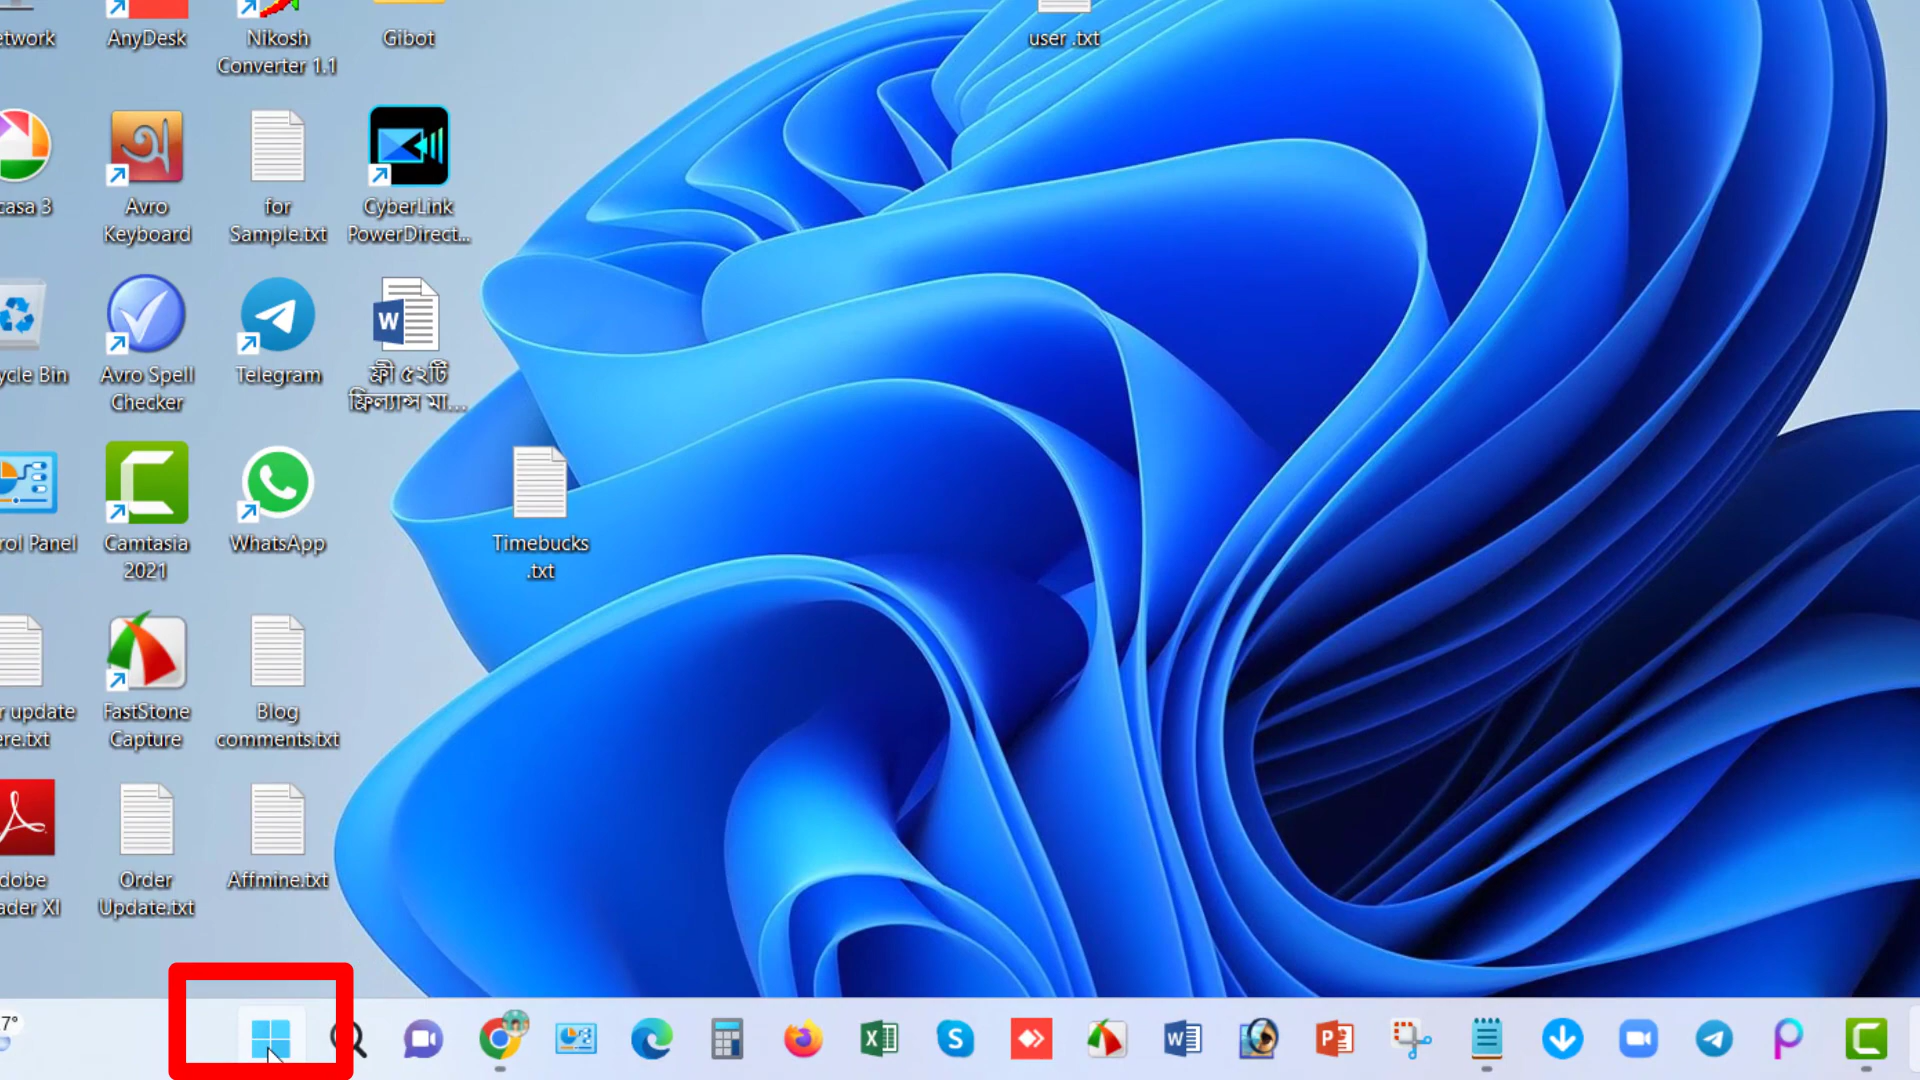 etwork
AnyDesk
Nikosh
Converter 1.1
Gibot
user .txt
casa 3
Avro
Keyboard
for
Sample.txt
CyberLink
PowerDirect...
ycle Bin
Avro Spell
Checker
Telegram
ফ্রী ৫২টি
ফ্রিল্যান্স মা...
rol Panel
Camtasia
2021
WhatsApp
Timebucks
.txt
r update
ere.txt
FastStone
Capture
Blog
comments.txt
dobe
ader XI
Order
Update.txt
Affmine.txt
7°